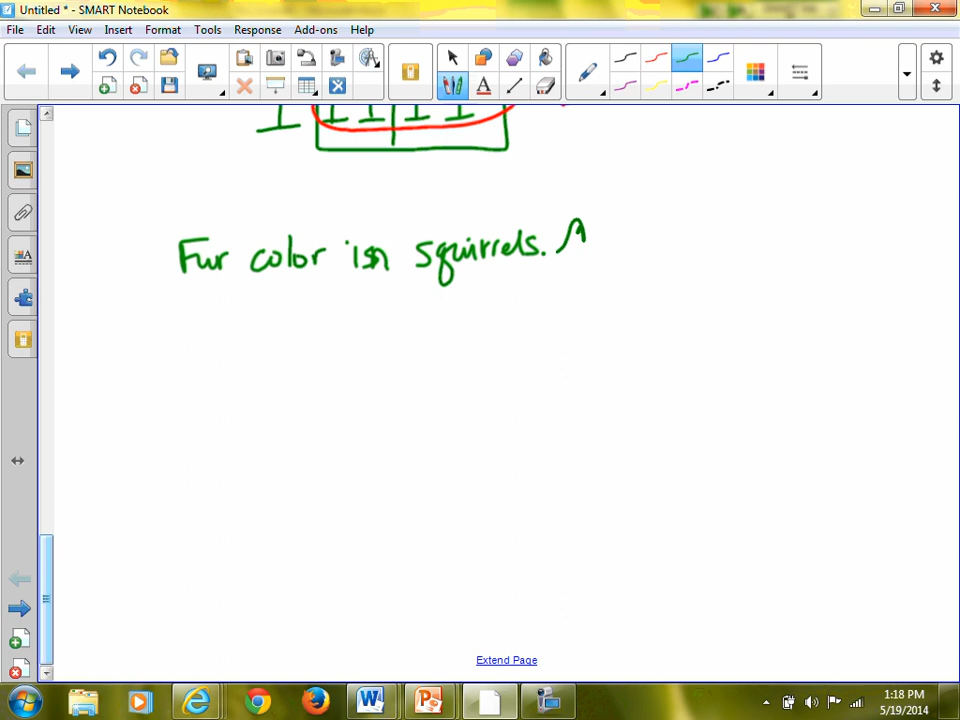 Untitled * - SMART Notebook
File Edit View Insert Format Tools Response Add-ons Help
I I I I I
Fur color in squirrels.
Extend Page
1:18 PM
5/19/2014